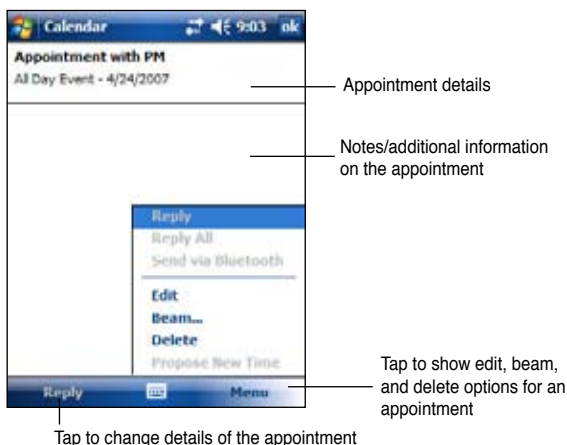 Calendar 9:03 ok
Appointment with PM
All Day Event - 4/24/2007
Appointment details
Notes/additional information
on the appointment
Reply
Reply All
Send via Bluetooth
Edit
Beam...
Delete
Propose New Time
Tap to show edit, beam,
and delete options for an
appointment
Reply Menu
Tap to change details of the appointment